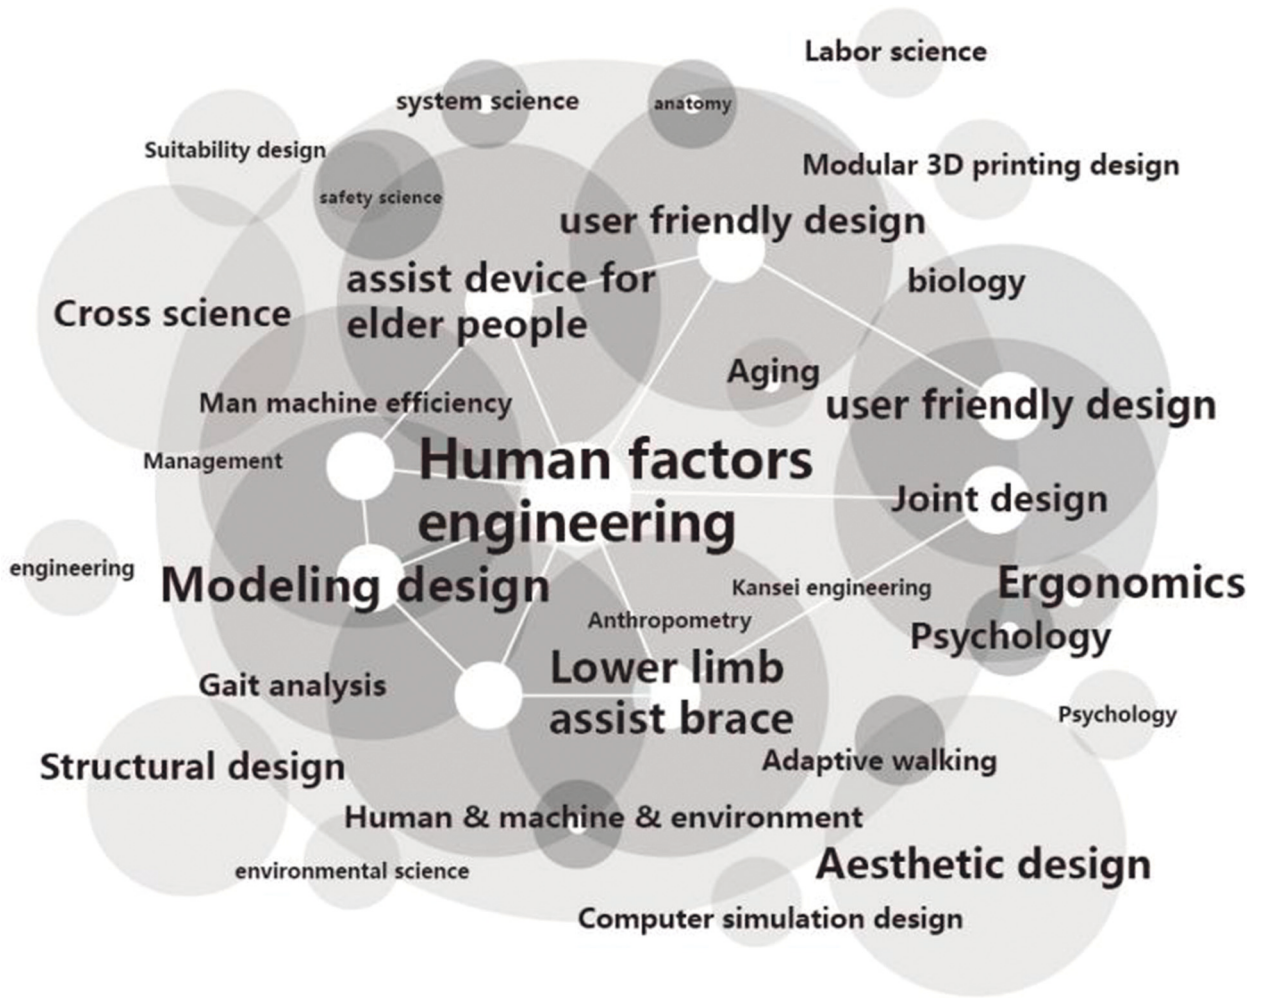 Labor science
system science
anatomy
Suitability design
Modular 3D printing design
safety science
user friendly design
assist device for
elder people
biology
Cross science
Aging
Man machine efficiency
user friendly design
Human factors
engineering
Management
Joint design
engineering
Modeling design
Kansei engineering
Ergonomics
Anthropometry
Psychology
Lower limb
assist brace
Gait analysis
Psychology
Structural design
Adaptive walking
Human & machine & environment
environmental science
Aesthetic design
Computer simulation design